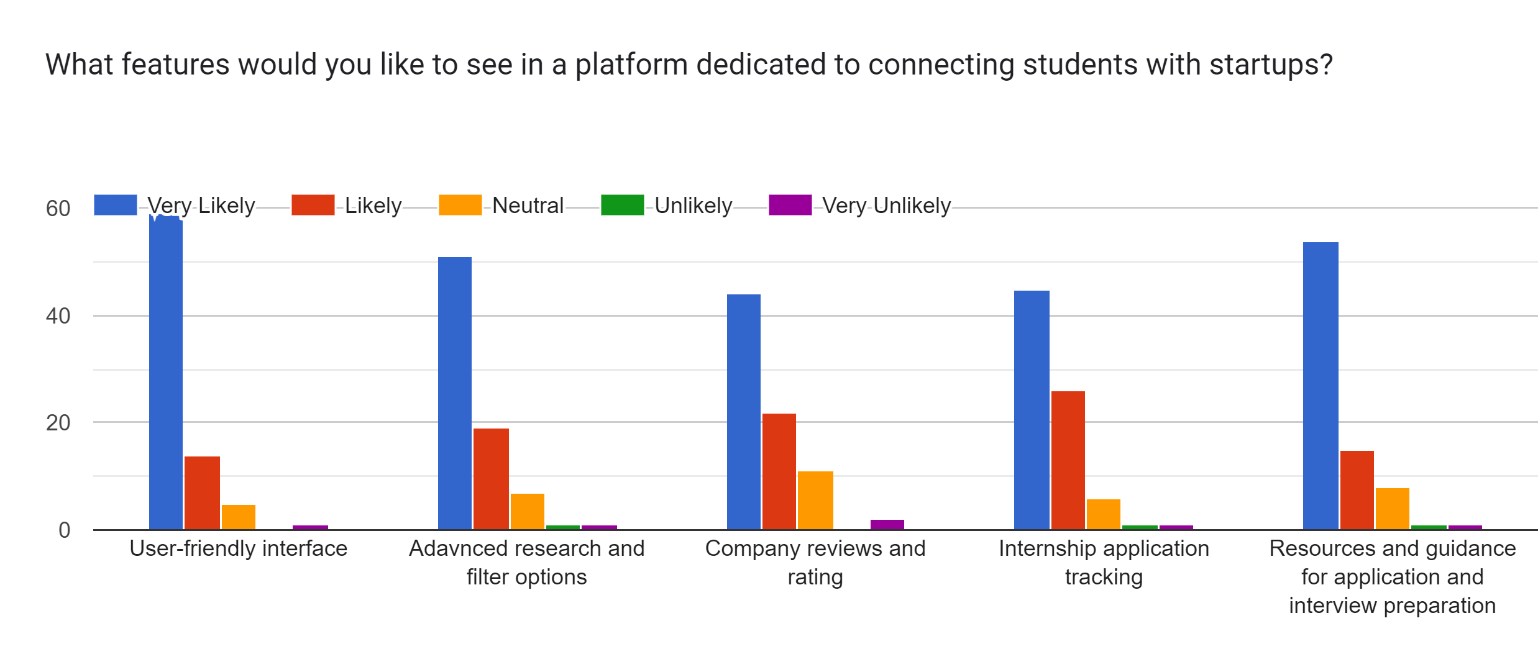 What features would you like to see in a platform dedicated to connecting students with startups?
Very Likely Likely Neutral Unlikely Very Unlikely
60
40
20
0
User-friendly interface
Adavnced research and
filter options
Company reviews and
rating
Internship application
tracking
Resources and guidance
for application and
interview preparation